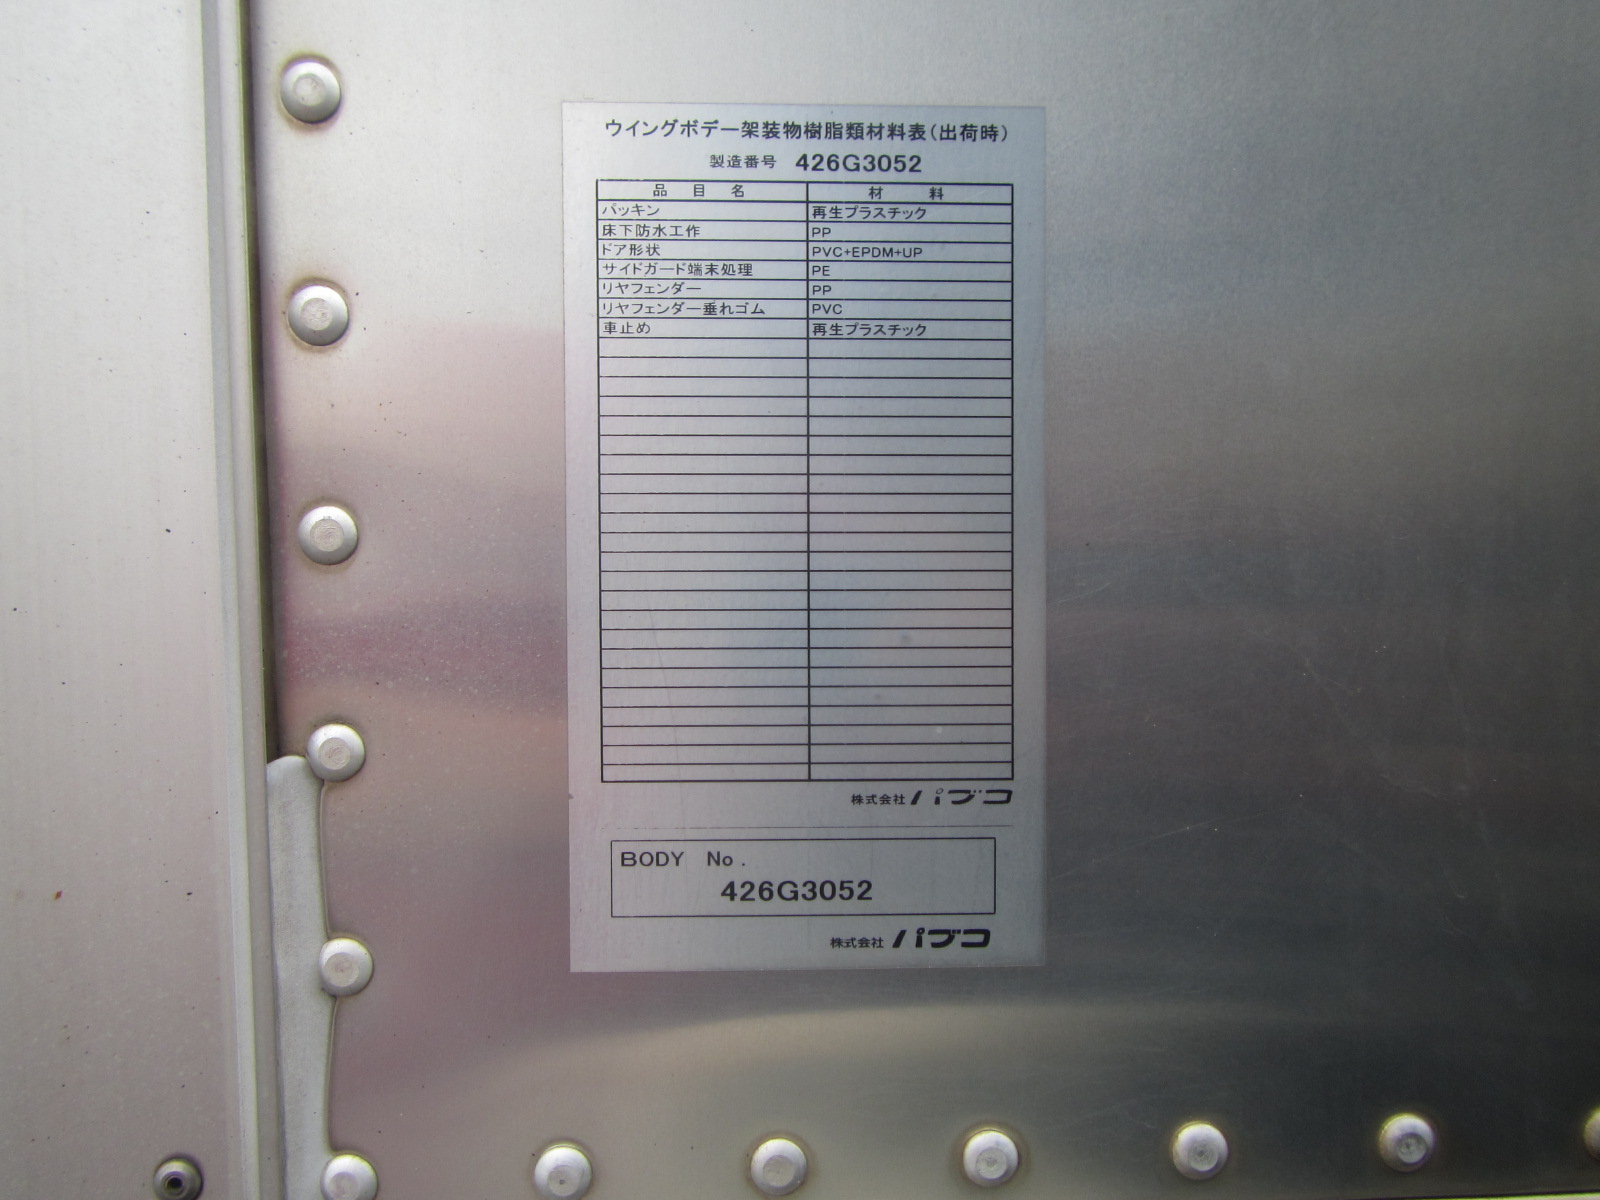 ウイングボデー架装物樹脂類材料表(出荷時)
製造番号 426G3052
品目名 材料
パッキン 再生プラスチック
床下防水工作 PP
ドア形状 PVC+EPDM+UP
サイドガード端末処理 PE
リヤフェンダー PP
リヤフェンダー垂れゴム PVC
車止め 再生プラスチック
株式会社パブコ
BODY No.
426G3052
株式会社パブコ